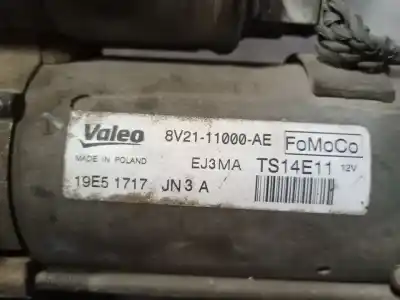 Valeo 8V21-11000-AE FoMoCo
MADE IN POLAND EJ3MA TS14E11 12V
19E5 1717 JN3 A